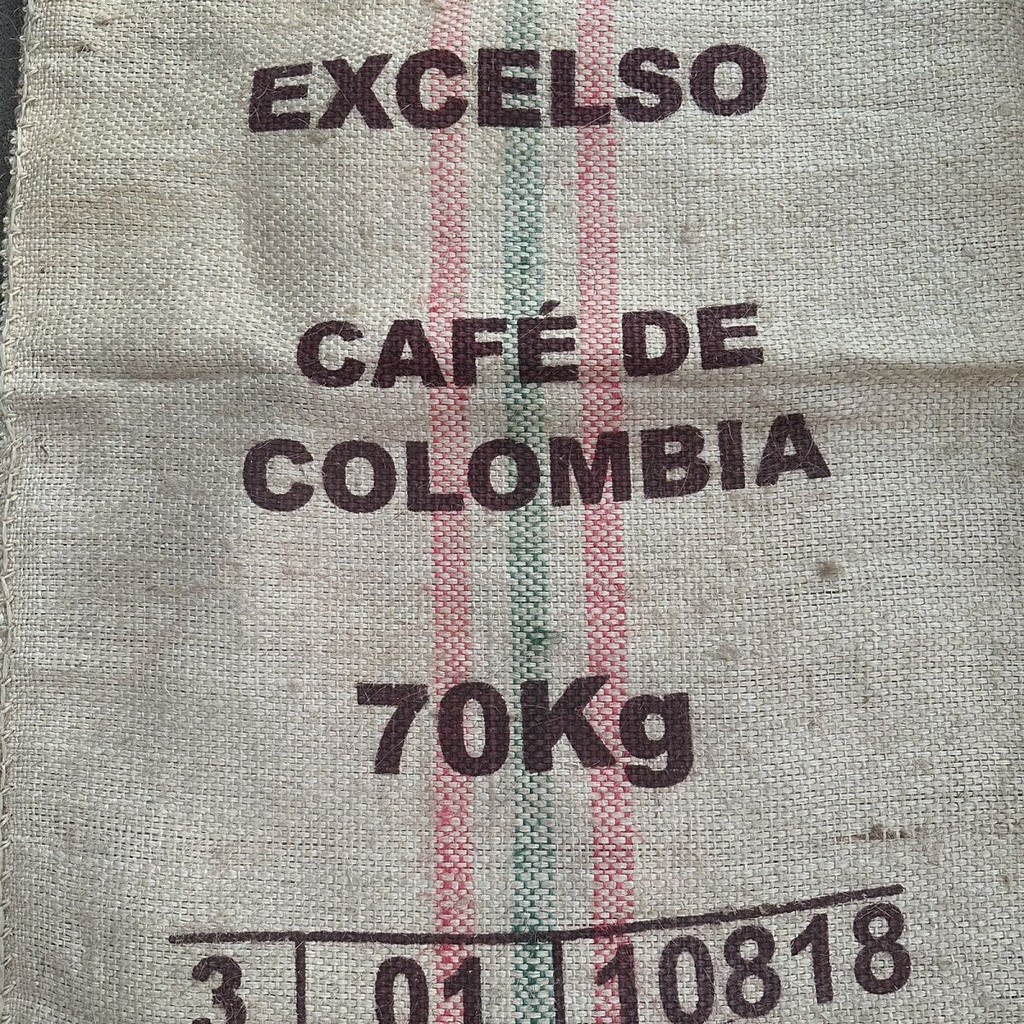 EXCELSO
CAFÉ DE
COLOMBIA
70Kg
3 01 10818